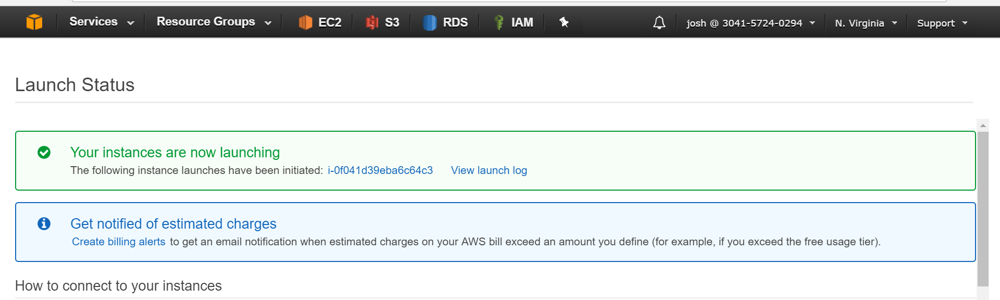 Services Resource Groups EC2 S3 RDS IAM josh @ 3041-5724-0294 N. Virginia Support
Launch Status
Your instances are now launching
The following instance launches have been initiated: i-0f041d39eba6c64c3 View launch log
Get notified of estimated charges
Create billing alerts to get an email notification when estimated charges on your AWS bill exceed an amount you define (for example, if you exceed the free usage tier).
How to connect to your instances